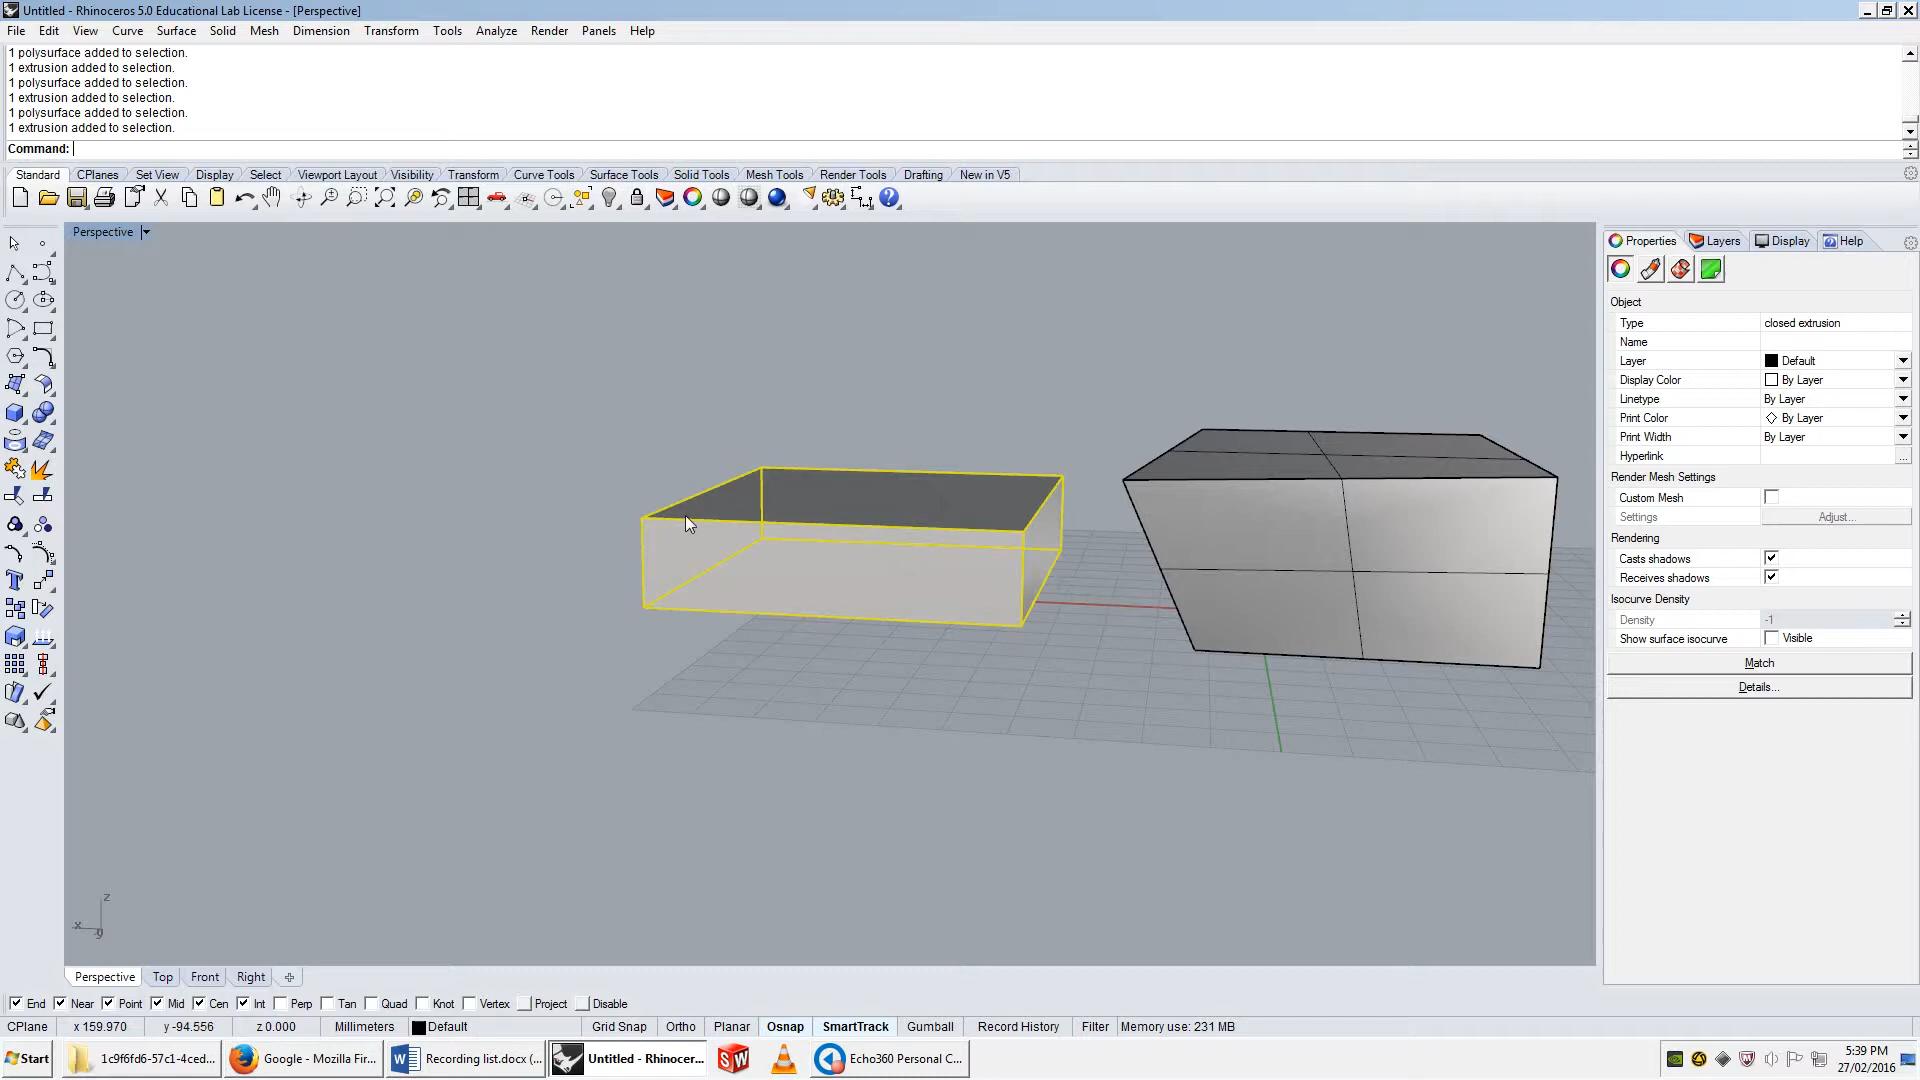 Untitled - Rhinoceros 5.0 Educational Lab License - [Perspective]
File Edit View Curve Surface Solid Mesh Dimension Transform Tools Analyze Render Panels Help
1 polysurface added to selection.
1 extrusion added to selection.
1 polysurface added to selection.
1 extrusion added to selection.
1 polysurface added to selection.
1 extrusion added to selection.
Command:
Standard CPlanes Set View Display Select Viewport Layout Visibility Transform Curve Tools Surface Tools Solid Tools Mesh Tools Render Tools Drafting New in V5
Perspective
Properties Layers Display Help
Object
Type closed extrusion
Name
Layer Default
Display Color By Layer
Linetype By Layer
Print Color By Layer
Print Width By Layer
Hyperlink ...
Render Mesh Settings
Custom Mesh
Settings Adjust...
Rendering
Casts shadows
Receives shadows
Isocurve Density
Density -1
Show surface isocurve Visible
Match
Details...
z
x
y
Perspective Top Front Right
End Near Point Mid Cen Int Perp Tan Quad Knot Vertex Project Disable
CPlane x 159.970 y -94.556 z 0.000 Millimeters Default Grid Snap Ortho Planar Osnap SmartTrack Gumball Record History Filter Memory use: 231 MB
Start 1c9f6fd6-57c1-4ced... Google - Mozilla Fir... Recording list.docx (... Untitled - Rhinocer... SW Echo360 Personal C...
5:39 PM
27/02/2016